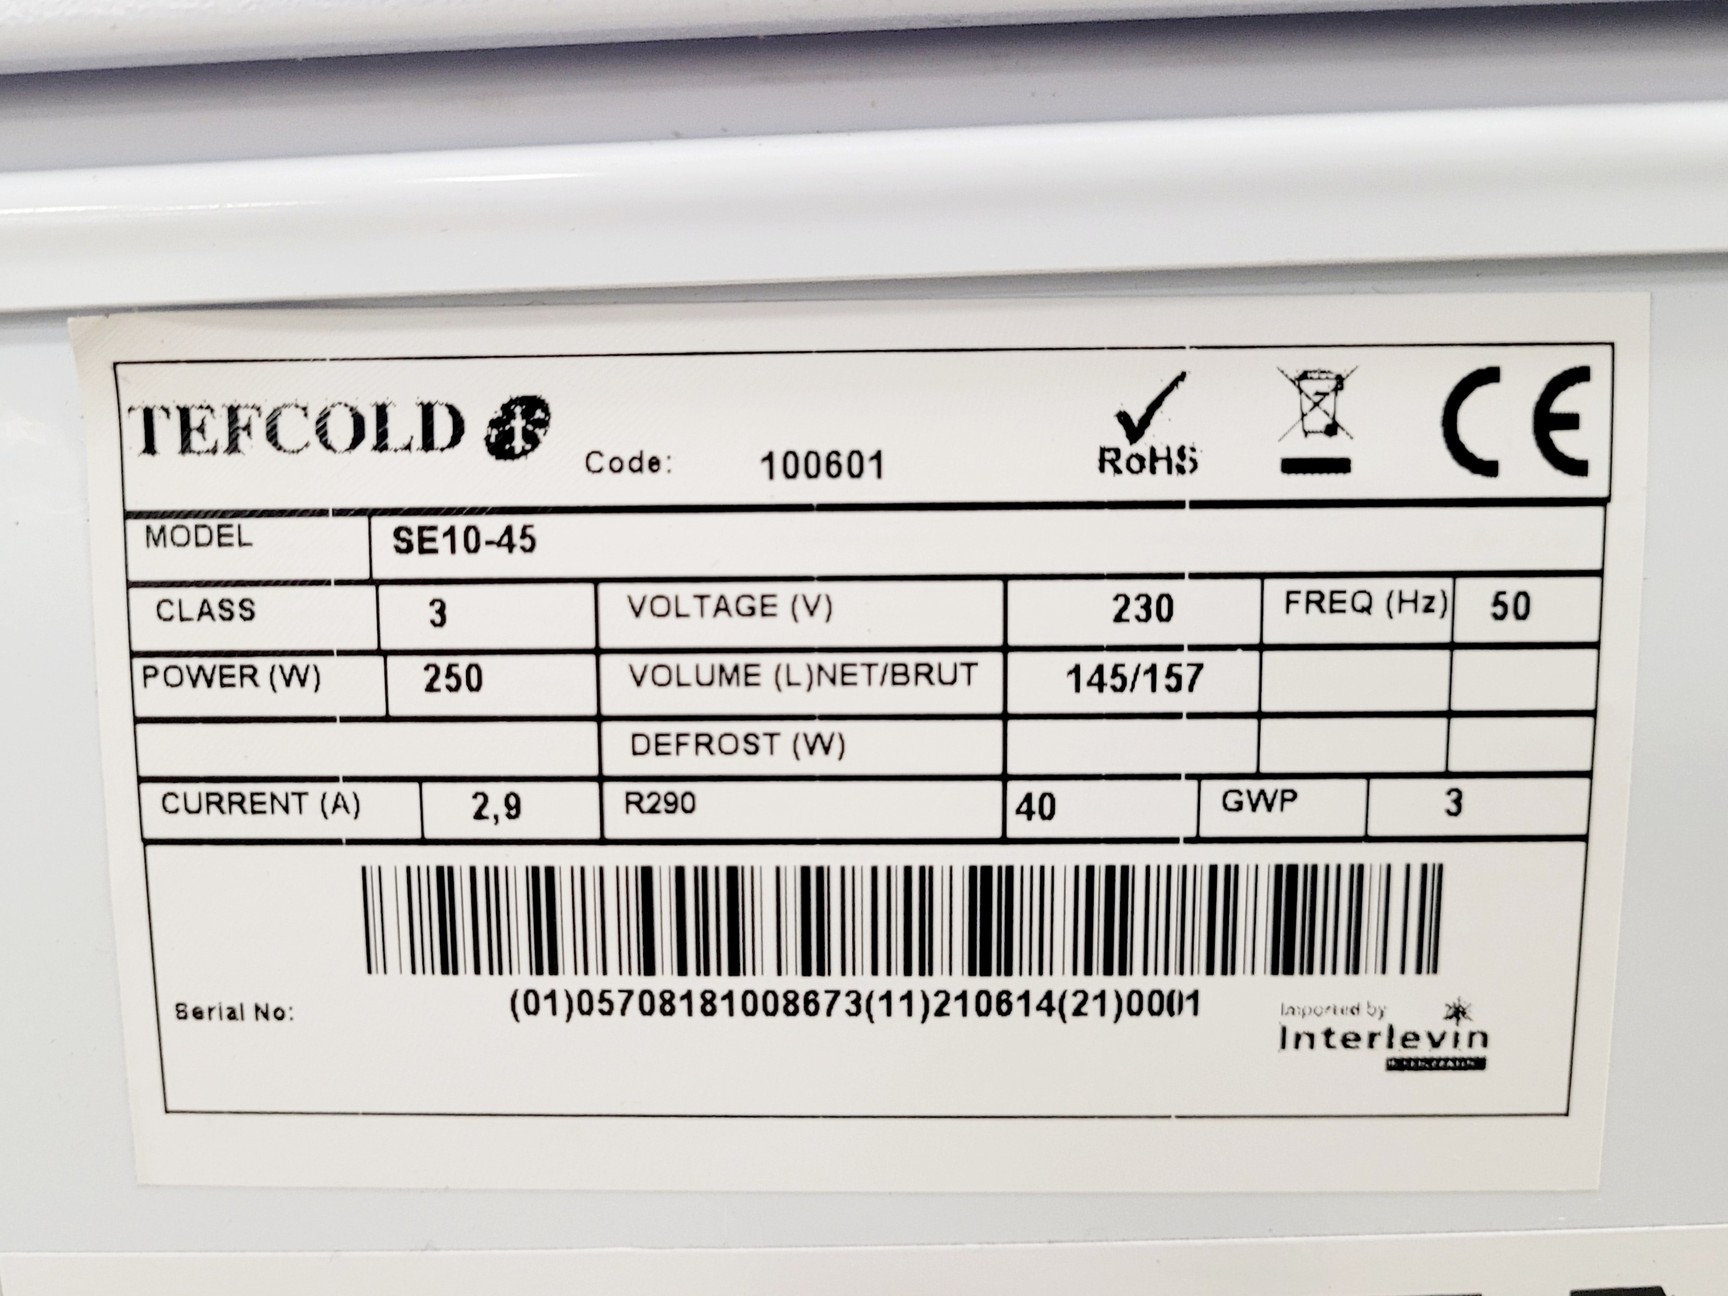 TEFCOLD Code: 100601 RoHS CE
MODEL SE10-45
CLASS 3 VOLTAGE (V) 230 FREQ (Hz) 50
POWER (W) 250 VOLUME (L)NET/BRUT 145/157
DEFROST (W)
CURRENT (A) 2,9 R290 40 GWP 3
Serial No: (01)05708181008673(11)210614(21)0001
Imported by
Interlevin